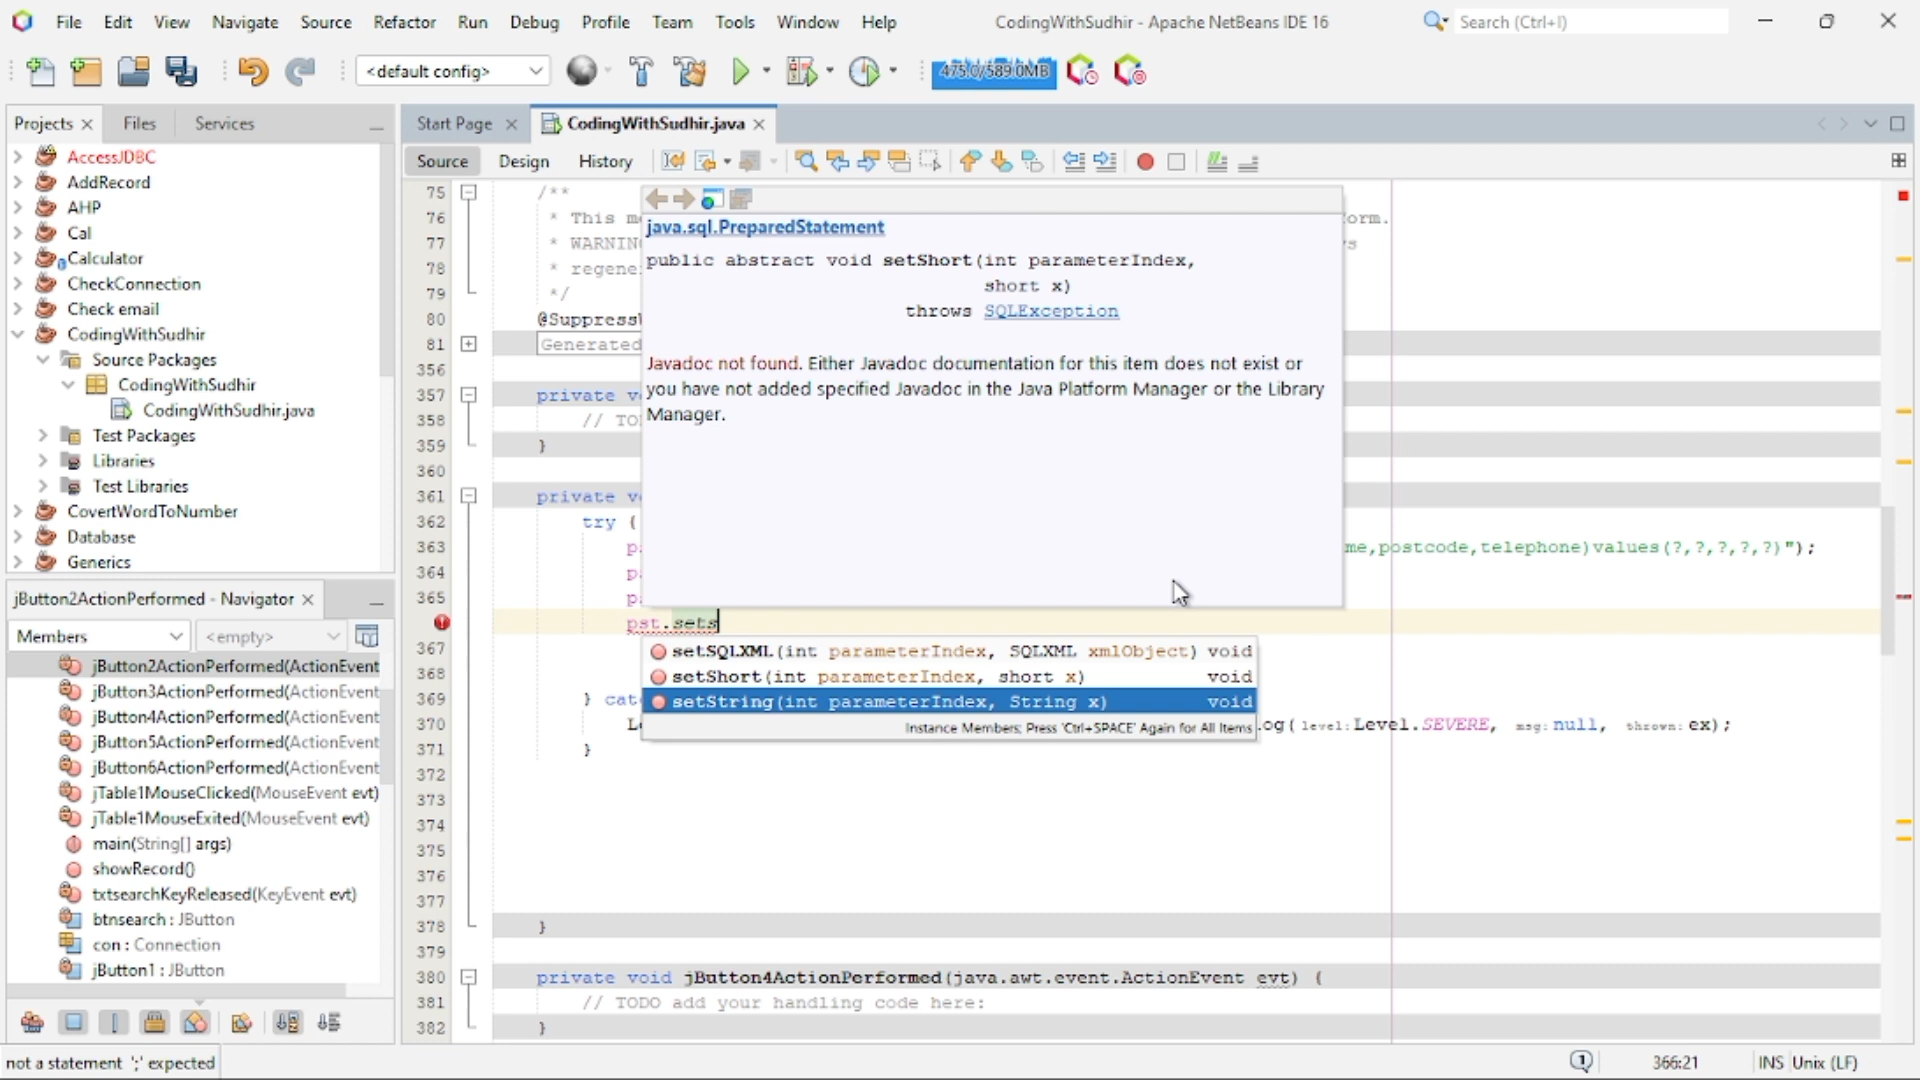 File Edit View Navigate Source Refactor Run Debug Profile Team Tools Window Help CodingWithSudhir - Apache NetBeans IDE 16 Search (Ctrl+I)
<default config> 475.0/589.0MB
Projects Files Services Start Page CodingWithSudhir.java
Source Design History
AccessJDBC
AddRecord
AHP
Cal
Calculator
CheckConnection
Check email
CodingWithSudhir
Source Packages
CodingWithSudhir
CodingWithSudhir.java
Test Packages
Libraries
Test Libraries
CovertWordToNumber
Database
Generics
jButton2ActionPerformed - Navigator
Members <empty>
jButton2ActionPerformed(ActionEvent
jButton3ActionPerformed(ActionEvent
jButton4ActionPerformed(ActionEvent
jButton5ActionPerformed(ActionEvent
jButton6ActionPerformed(ActionEvent
jTable1MouseClicked(MouseEvent evt)
jTable1MouseExited(MouseEvent evt)
main(String[] args)
showRecord()
txtsearchKeyReleased(KeyEvent evt)
btnsearch : JButton
con : Connection
jButton1 : JButton
75 /**
76 * This m orm.
77 * WARNIN s
78 * regene
79 */
80 @Suppress
81 Generated
356
357 private v
358 // TO
359 }
360
361 private v
362 try {
363 p me,postcode,telephone)values(?,?,?,?,?)");
364 p
365 p
pst.sets
367
368
369 } cat
370 L .og( level: Level.SEVERE, msg: null, thrown: ex);
371 }
372
373
374
375
376
377
378 }
379
380 private void jButton4ActionPerformed(java.awt.event.ActionEvent evt) {
381 // TODO add your handling code here:
382 }
java.sql.PreparedStatement
public abstract void setShort(int parameterIndex,
short x)
throws SQLException
Javadoc not found. Either Javadoc documentation for this item does not exist or
you have not added specified Javadoc in the Java Platform Manager or the Library
Manager.
setSQLXML(int parameterIndex, SQLXML xmlObject) void
setShort(int parameterIndex, short x) void
setString(int parameterIndex, String x) void
Instance Members; Press 'Ctrl+SPACE' Again for All Items
not a statement ';' expected 1 366:21 INS Unix (LF)